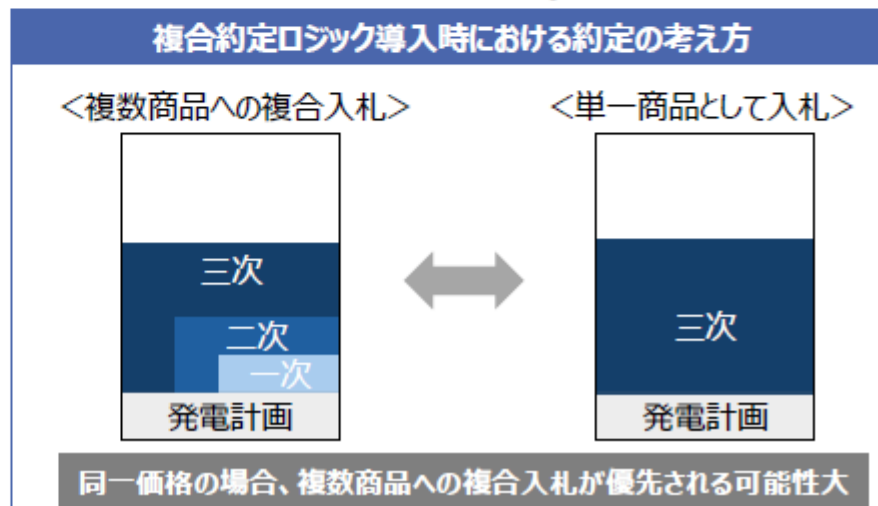 複合約定ロジック導入時における約定の考え方
＜複数商品への複合入札＞
＜単一商品として入札＞
三次
二次
一次
発電計画
三次
発電計画
同一価格の場合、複数商品への複合入札が優先される可能性大